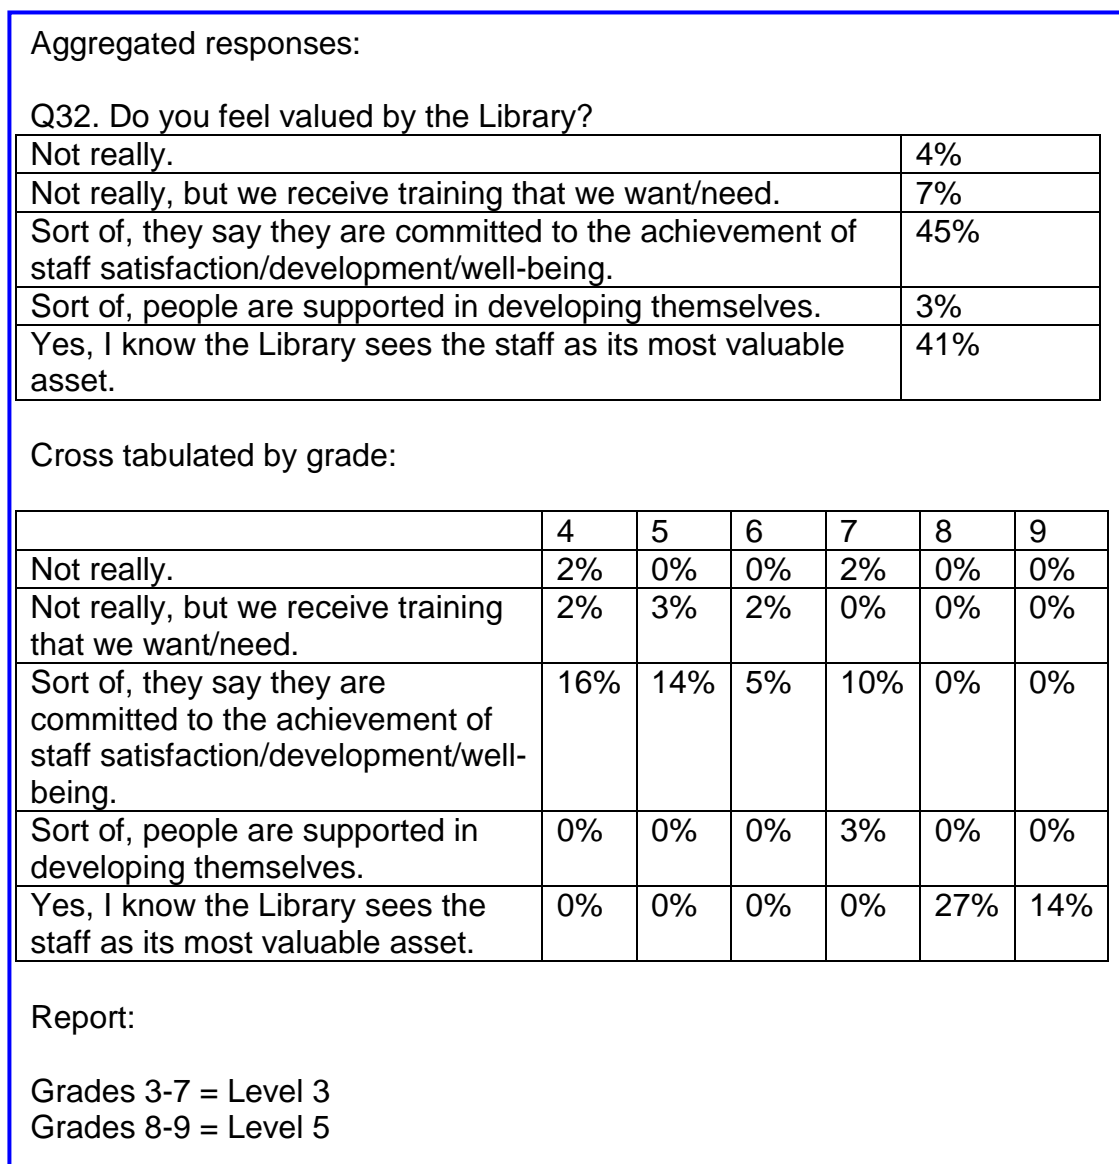 Aggregated responses:
Q32. Do you feel valued by the Library?
Not really. 4%
Not really, but we receive training that we want/need. 7%
Sort of, they say they are committed to the achievement of 45%
staff satisfaction/development/well-being.
Sort of, people are supported in developing themselves. 3%
Yes, I know the Library sees the staff as its most valuable 41%
asset.
Cross tabulated by grade:
4 5 6 7 8 9
Not really. 2% 0% 0% 2% 0% 0%
Not really, but we receive training 2% 3% 2% 0% 0% 0%
that we want/need.
Sort of, they say they are 16% 14% 5% 10% 0% 0%
committed to the achievement of
staff satisfaction/development/well-
being.
Sort of, people are supported in 0% 0% 0% 3% 0% 0%
developing themselves.
Yes, I know the Library sees the 0% 0% 0% 0% 27% 14%
staff as its most valuable asset.
Report:
Grades 3-7 = Level 3
Grades 8-9 = Level 5